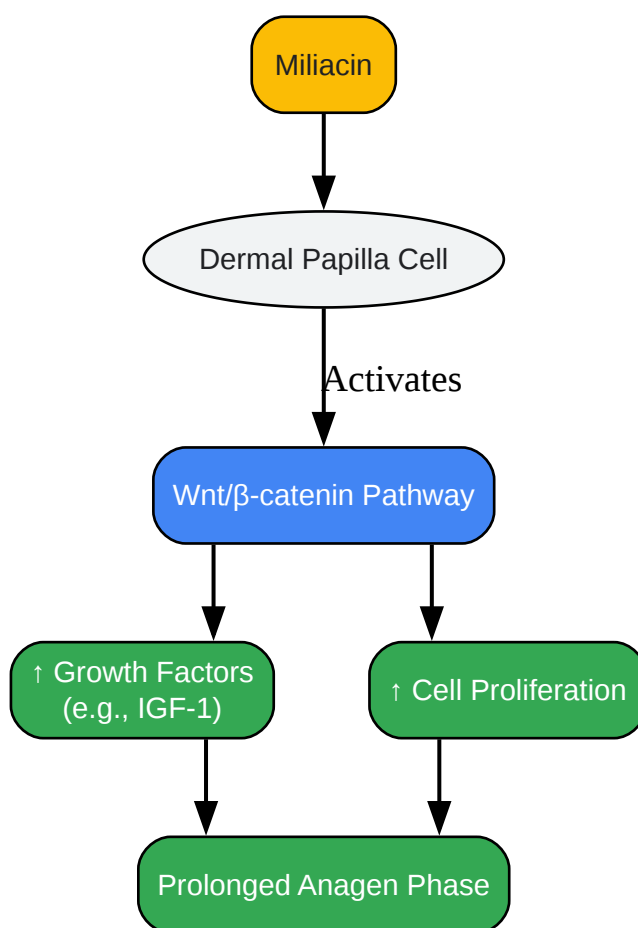 Miliacin
Dermal Papilla Cell
Activates
Wnt/β-catenin Pathway
↑ Growth Factors
(e.g., IGF-1)
↑ Cell Proliferation
Prolonged Anagen Phase